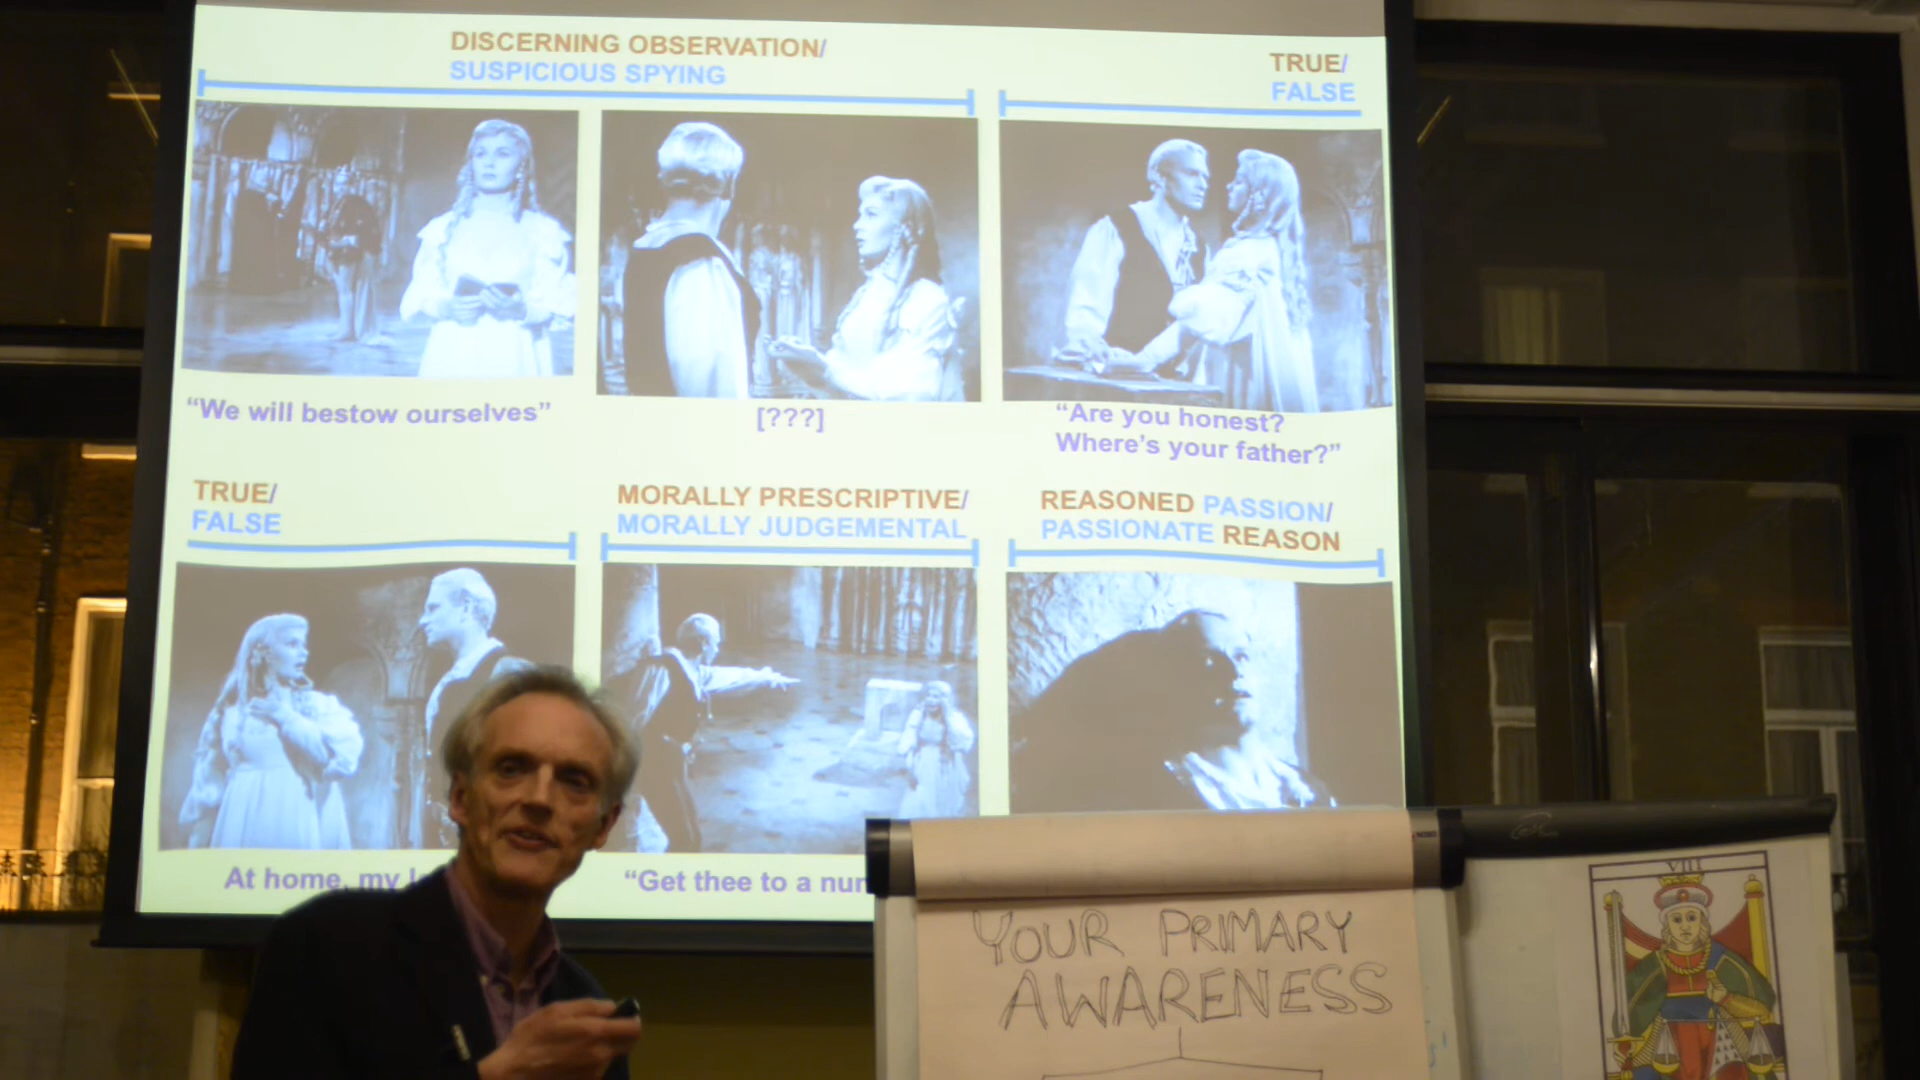 DISCERNING OBSERVATION/
SUSPICIOUS SPYING
TRUE/
FALSE
“We will bestow ourselves”
[???]
“Are you honest?
Where’s your father?”
TRUE/
FALSE
MORALLY PRESCRIPTIVE/
MORALLY JUDGEMENTAL
REASONED PASSION/
PASSIONATE REASON
At home, my
“Get thee to a
YOUR PRIMARY
AWARENESS
VIII